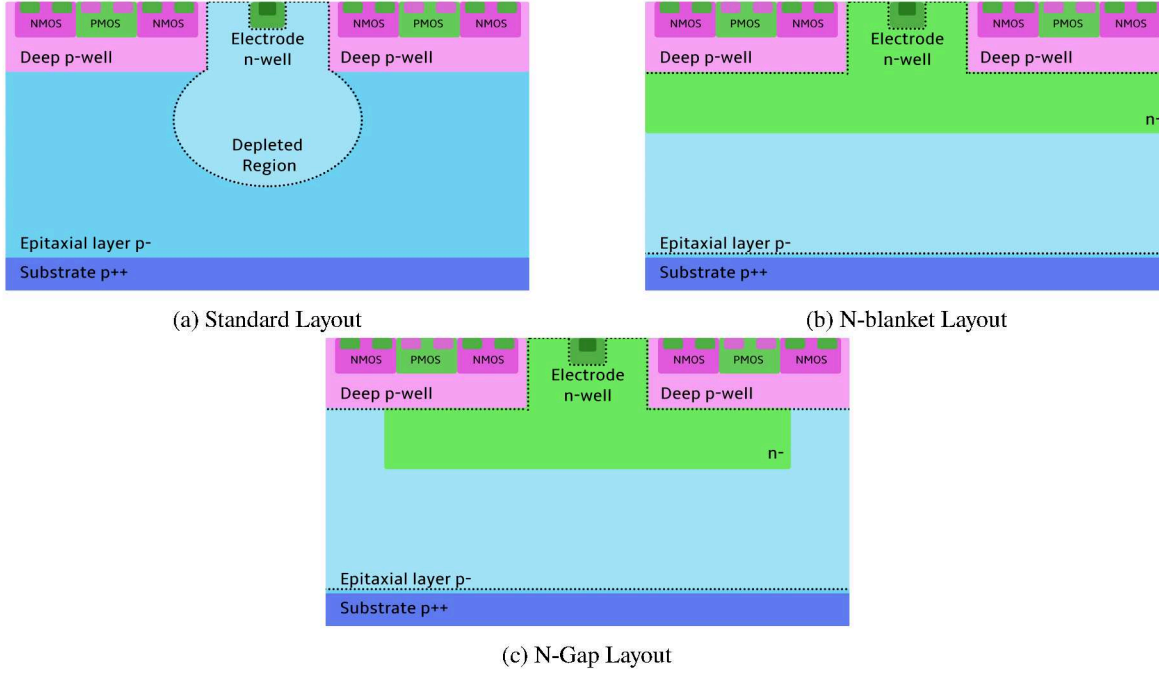 NMOS PMOS NMOS Electrode n-well NMOS PMOS NMOS
Deep p-well Deep p-well
Depleted
Region
Epitaxial layer p-
Substrate p++
(a) Standard Layout
NMOS PMOS NMOS Electrode n-well NMOS PMOS NMOS
Deep p-well Deep p-well
n-
Epitaxial layer p-
Substrate p++
(b) N-blanket Layout
NMOS PMOS NMOS Electrode n-well NMOS PMOS NMOS
Deep p-well Deep p-well
n-
Epitaxial layer p-
Substrate p++
(c) N-Gap Layout